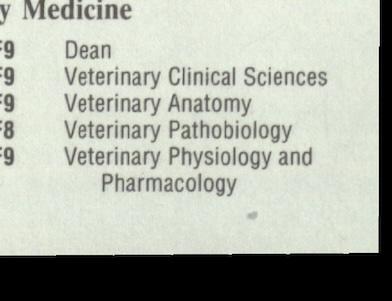 y Medicine
F9 Dean
F9 Veterinary Clinical Sciences
F9 Veterinary Anatomy
F8 Veterinary Pathobiology
F9 Veterinary Physiology and
Pharmacology